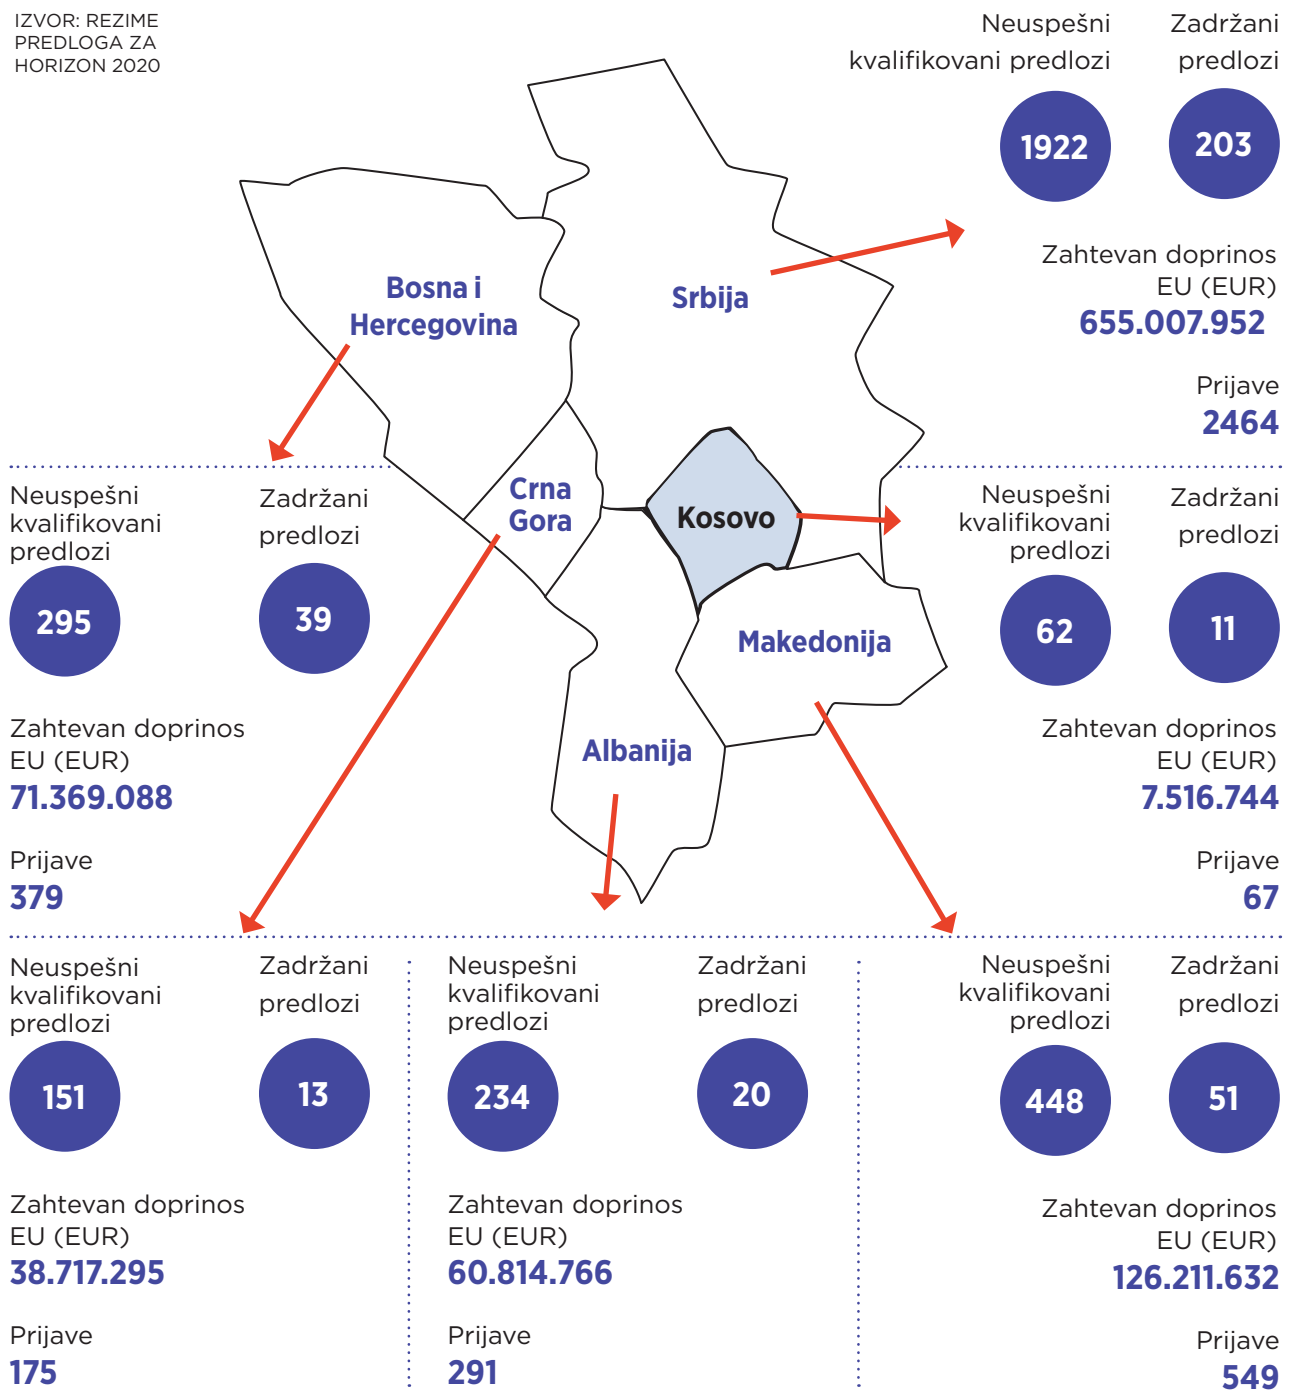 IZVOR: REZIME
PREDLOGA ZA
HORIZON 2020
Neuspešni
kvalifikovani predlozi
Zadržani
predlozi
1922
203
Zahtevan doprinos
EU (EUR)
655.007.952
Prijave
2464
Bosna i
Hercegovina
Srbija
Crna
Gora
Kosovo
Makedonija
Albanija
Neuspešni
kvalifikovani
predlozi
Zadržani
predlozi
295
39
Zahtevan doprinos
EU (EUR)
71.369.088
Prijave
379
Neuspešni
kvalifikovani
predlozi
Zadržani
predlozi
62
11
Zahtevan doprinos
EU (EUR)
7.516.744
Prijave
67
Neuspešni
kvalifikovani
predlozi
Zadržani
predlozi
151
13
Zahtevan doprinos
EU (EUR)
38.717.295
Prijave
175
Neuspešni
kvalifikovani
predlozi
Zadržani
predlozi
234
20
Zahtevan doprinos
EU (EUR)
60.814.766
Prijave
291
Neuspešni
kvalifikovani
predlozi
Zadržani
predlozi
448
51
Zahtevan doprinos
EU (EUR)
126.211.632
Prijave
549